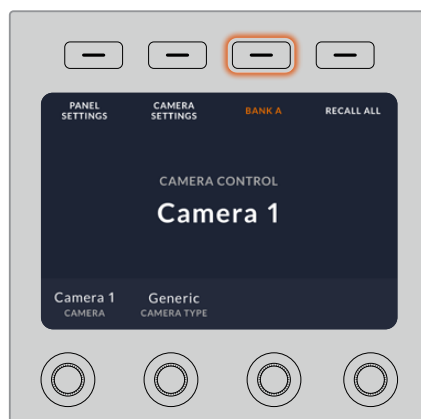 PANEL
SETTINGS
CAMERA
SETTINGS
BANK A
RECALL ALL
CAMERA CONTROL
Camera 1
Camera 1
CAMERA
Generic
CAMERA TYPE